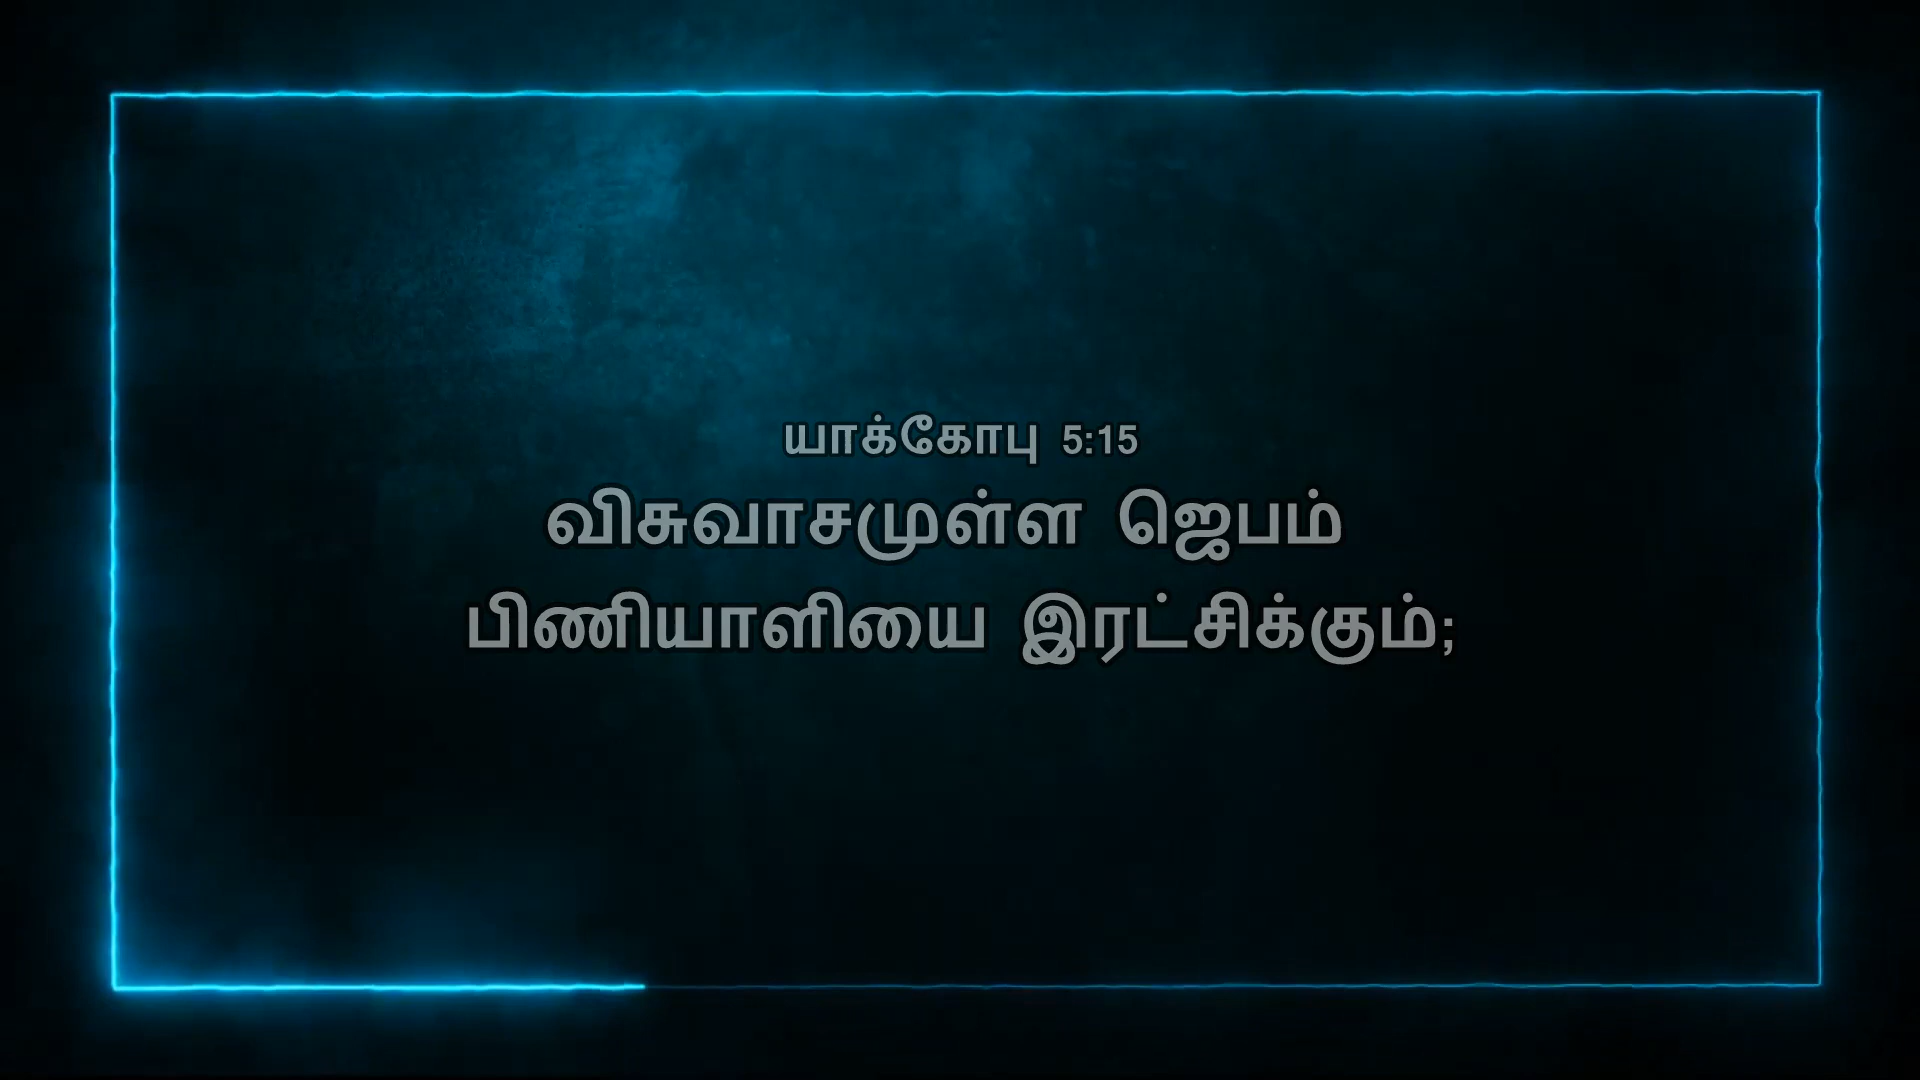 யாக்கோபு 5:15
விசுவாசமுள்ள ஜெபம்
பிணியாளியை இரட்சிக்கும்;